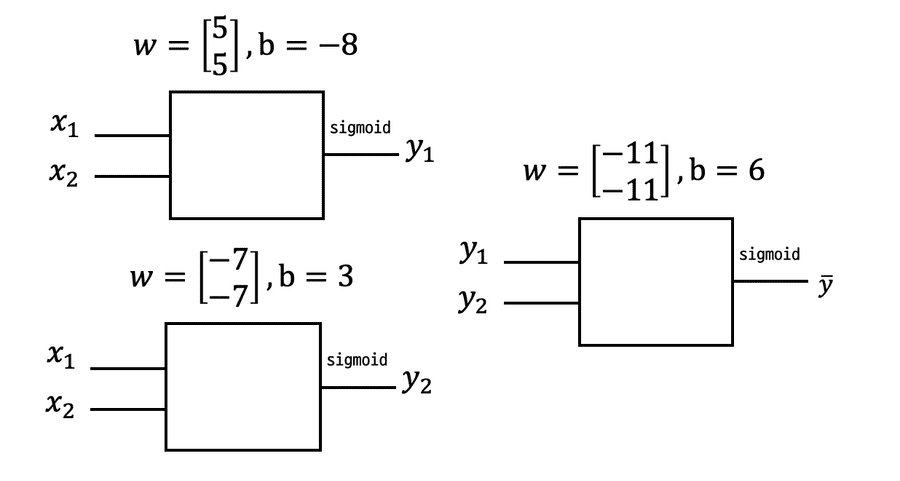 w = [5 5], b = −8
x₁
x₂
sigmoid
y₁
w = [−7 −7], b = 3
x₁
x₂
sigmoid
y₂
w = [−11 −11], b = 6
y₁
y₂
sigmoid
ȳ